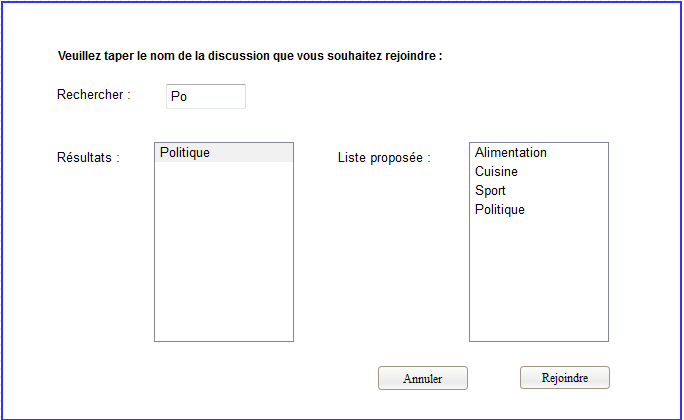 Veuillez taper le nom de la discussion que vous souhaitez rejoindre :
Rechercher :
Po
Résultats :
Politique
Liste proposée :
Alimentation
Cuisine
Sport
Politique
Annuler
Rejoindre